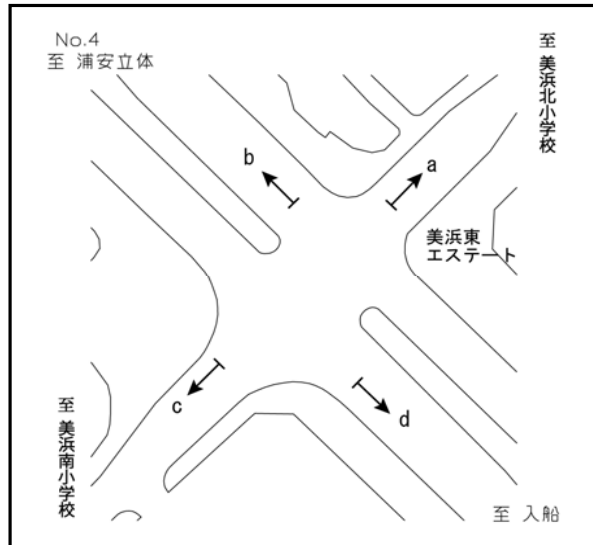 No.4
至 浦安立体
至 美浜北小学校
b
a
美浜東
エステート
c
d
至 美浜南小学校
至 入船